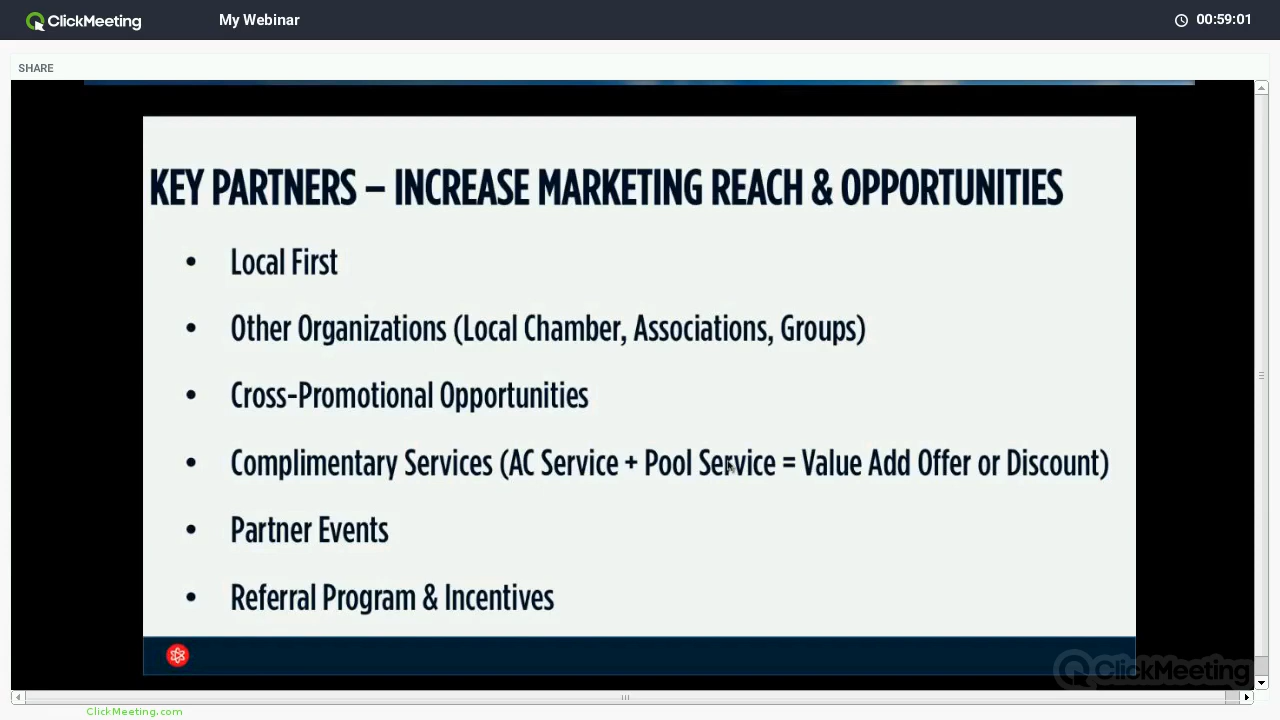 ClickMeeting
My Webinar
00:59:01
SHARE
KEY PARTNERS – INCREASE MARKETING REACH & OPPORTUNITIES
• Local First
• Other Organizations (Local Chamber, Associations, Groups)
• Cross-Promotional Opportunities
• Complimentary Services (AC Service + Pool Service = Value Add Offer or Discount)
• Partner Events
• Referral Program & Incentives
ClickMeeting
ClickMeeting.com